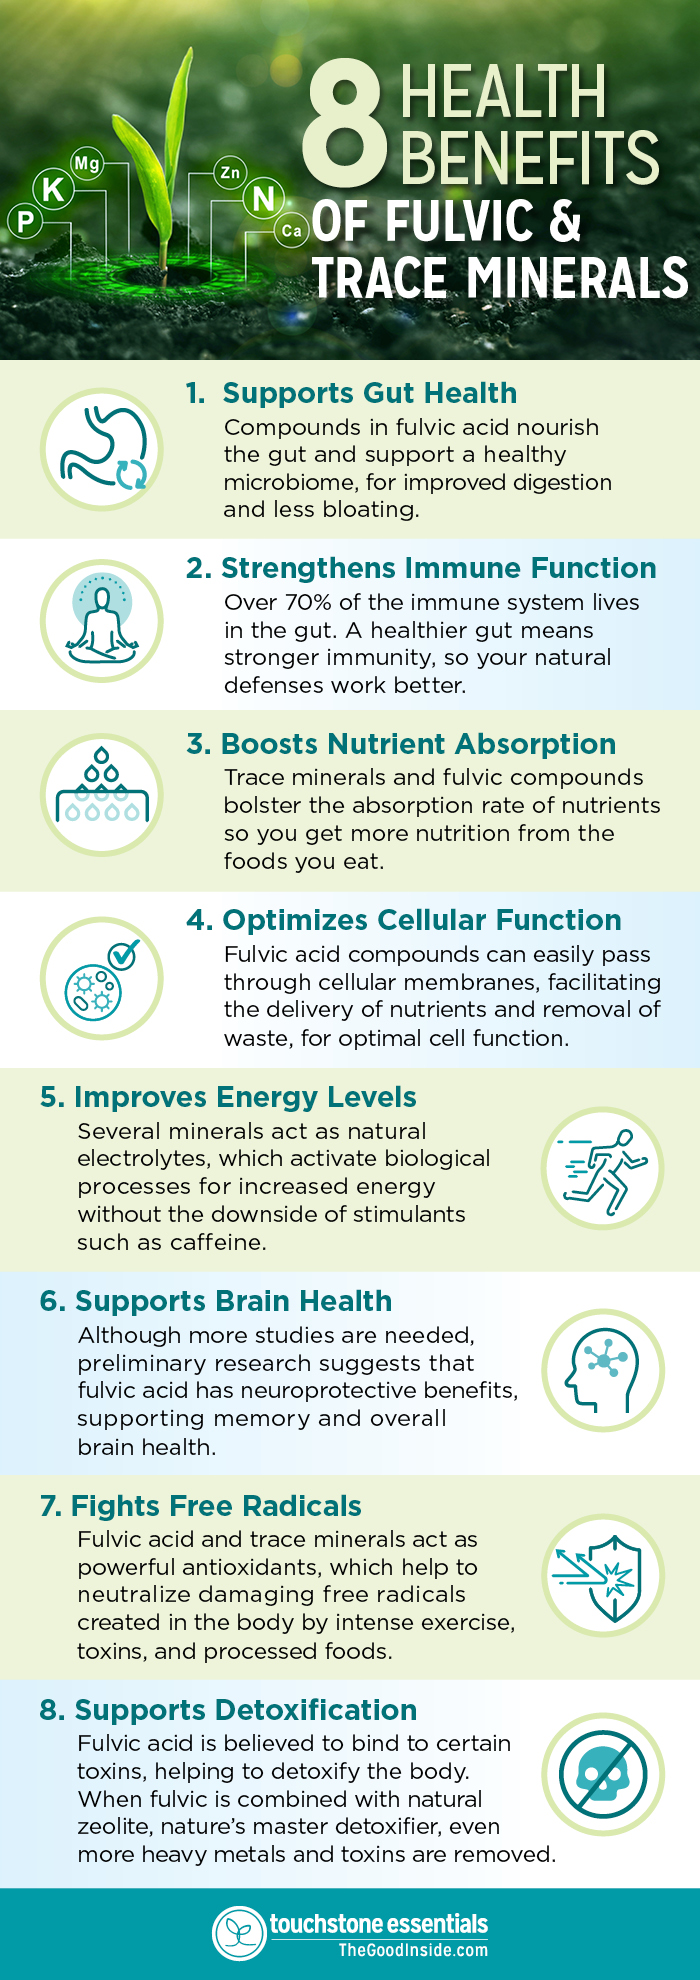 8 HEALTH
BENEFITS
OF FULVIC &
TRACE MINERALS
Mg
K
P
Zn
N
Ca
1. Supports Gut Health
Compounds in fulvic acid nourish
the gut and support a healthy
microbiome, for improved digestion
and less bloating.
2. Strengthens Immune Function
Over 70% of the immune system lives
in the gut. A healthier gut means
stronger immunity, so your natural
defenses work better.
3. Boosts Nutrient Absorption
Trace minerals and fulvic compounds
bolster the absorption rate of nutrients
so you get more nutrition from the
foods you eat.
4. Optimizes Cellular Function
Fulvic acid compounds can easily pass
through cellular membranes, facilitating
the delivery of nutrients and removal of
waste, for optimal cell function.
5. Improves Energy Levels
Several minerals act as natural
electrolytes, which activate biological
processes for increased energy
without the downside of stimulants
such as caffeine.
6. Supports Brain Health
Although more studies are needed,
preliminary research suggests that
fulvic acid has neuroprotective benefits,
supporting memory and overall
brain health.
7. Fights Free Radicals
Fulvic acid and trace minerals act as
powerful antioxidants, which help to
neutralize damaging free radicals
created in the body by intense exercise,
toxins, and processed foods.
8. Supports Detoxification
Fulvic acid is believed to bind to certain
toxins, helping to detoxify the body.
When fulvic is combined with natural
zeolite, nature's master detoxifier, even
more heavy metals and toxins are removed.
touchstone essentials
TheGoodInside.com